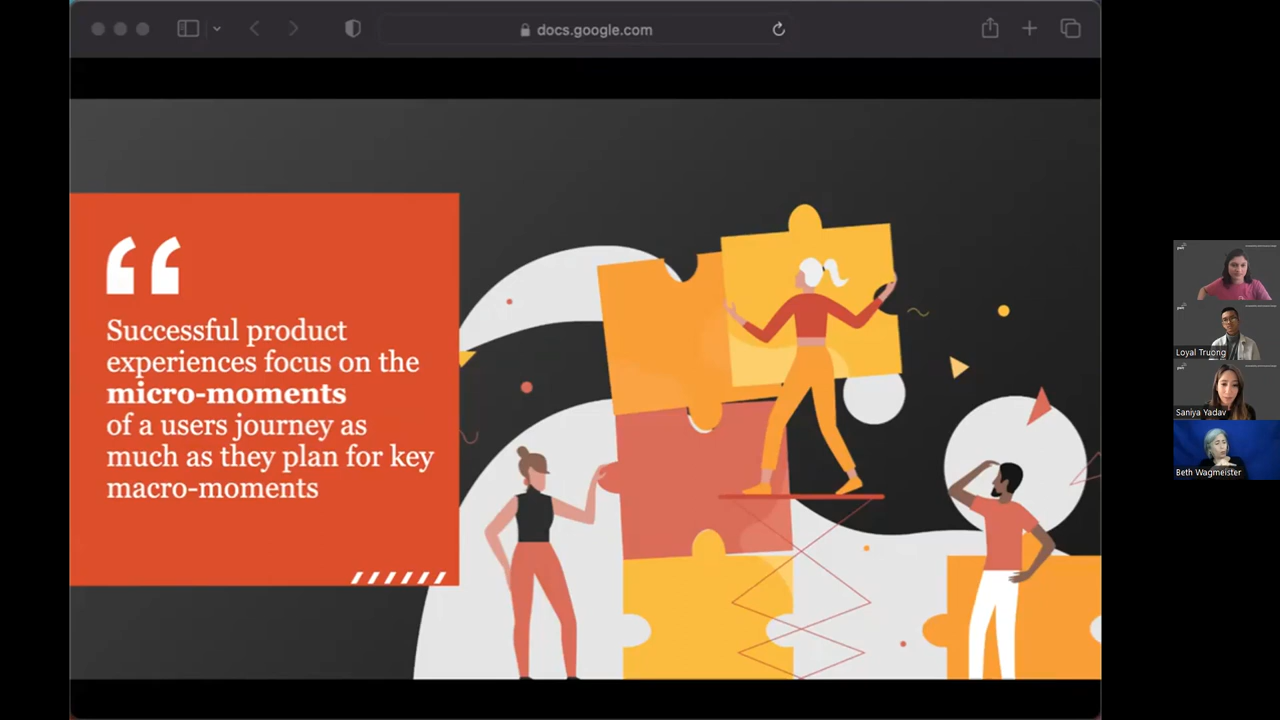 docs.google.com
“
Successful product
experiences focus on the
micro-moments
of a users journey as
much as they plan for key
macro-moments
Loyal Truong
Saniya Yadav
Beth Wagmeister